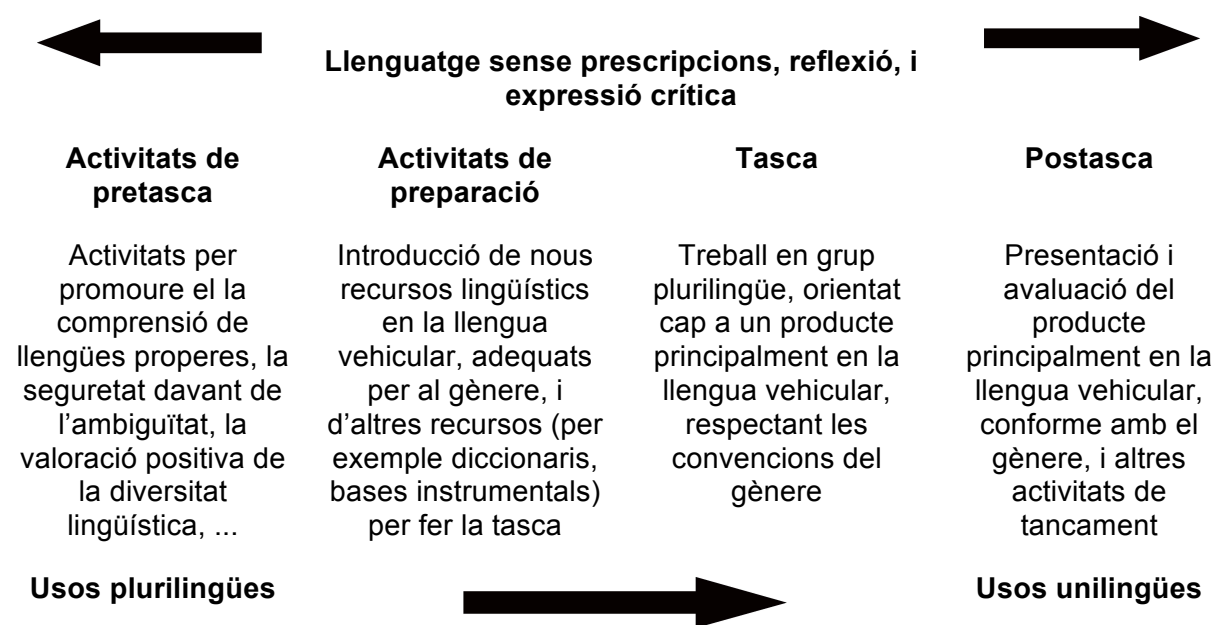 Llenguatge sense prescripcions, reflexió, i
expressió crítica
Activitats de
pretasca
Activitats per
promoure el la
comprensió de
llengües properes, la
seguretat davant de
l’ambiguïtat, la
valoració positiva de
la diversitat
lingüística, ...
Activitats de
preparació
Introducció de nous
recursos lingüístics
en la llengua
vehicular, adequats
per al gènere, i
d’altres recursos (per
exemple diccionaris,
bases instrumentals)
per fer la tasca
Tasca
Treball en grup
plurilingüe, orientat
cap a un producte
principalment en la
llengua vehicular,
respectant les
convencions del
gènere
Postasca
Presentació i
avaluació del
producte
principalment en la
llengua vehicular,
conforme amb el
gènere, i altres
activitats de
tancament
Usos plurilingües
Usos unilingües